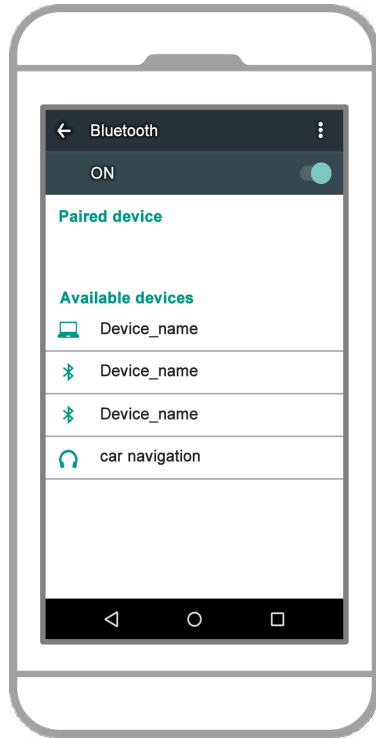 Bluetooth
ON
Paired device
Available devices
Device_name
Device_name
Device_name
car navigation